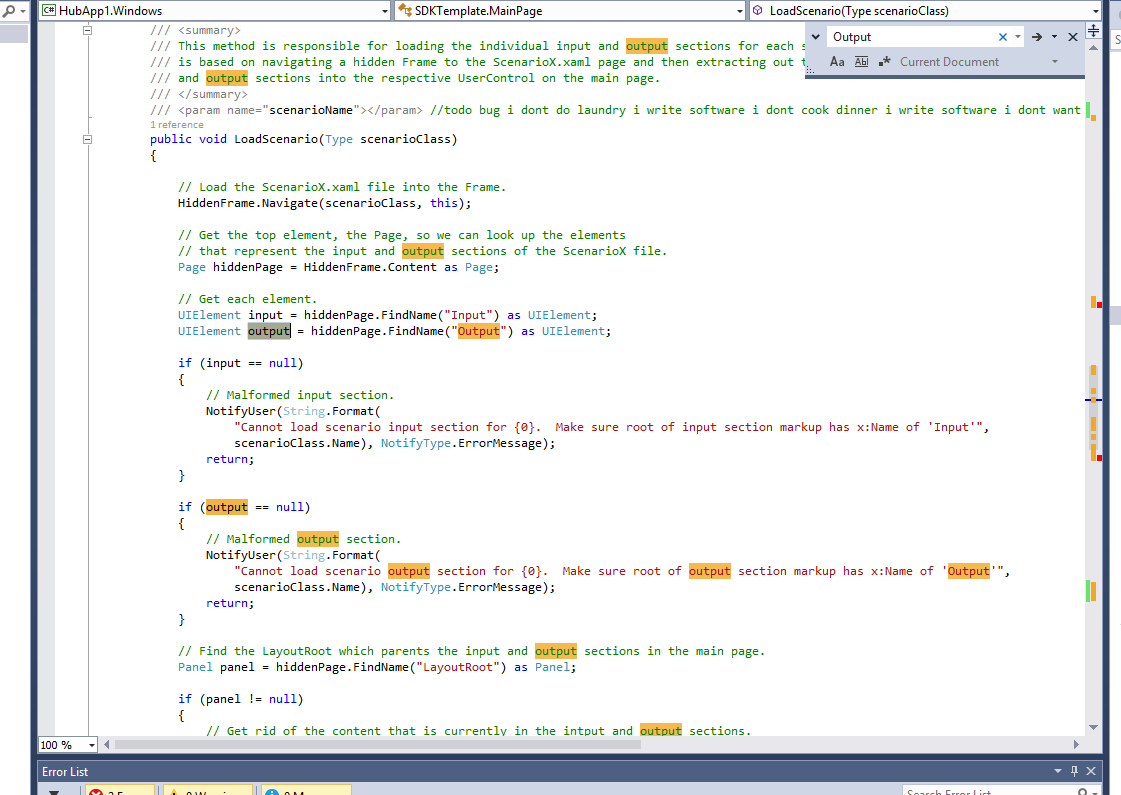 HubApp1.Windows
SDKTemplate.MainPage
LoadScenario(Type scenarioClass)
Output
Aa Ab .* Current Document
/// <summary>
/// This method is responsible for loading the individual input and output sections for each s
/// is based on navigating a hidden Frame to the ScenarioX.xaml page and then extracting out t
/// and output sections into the respective UserControl on the main page.
/// </summary>
/// <param name="scenarioName"></param> //todo bug i dont do laundry i write software i dont cook dinner i write software i dont want
1 reference
public void LoadScenario(Type scenarioClass)
{
// Load the ScenarioX.xaml file into the Frame.
HiddenFrame.Navigate(scenarioClass, this);
// Get the top element, the Page, so we can look up the elements
// that represent the input and output sections of the ScenarioX file.
Page hiddenPage = HiddenFrame.Content as Page;
// Get each element.
UIElement input = hiddenPage.FindName("Input") as UIElement;
UIElement output = hiddenPage.FindName("Output") as UIElement;
if (input == null)
{
// Malformed input section.
NotifyUser(String.Format(
"Cannot load scenario input section for {0}.  Make sure root of input section markup has x:Name of 'Input'",
scenarioClass.Name), NotifyType.ErrorMessage);
return;
}
if (output == null)
{
// Malformed output section.
NotifyUser(String.Format(
"Cannot load scenario output section for {0}.  Make sure root of output section markup has x:Name of 'Output'",
scenarioClass.Name), NotifyType.ErrorMessage);
return;
}
// Find the LayoutRoot which parents the input and output sections in the main page.
Panel panel = hiddenPage.FindName("LayoutRoot") as Panel;
if (panel != null)
{
// Get rid of the content that is currently in the intput and output sections.
100 %
Error List
Search Error List